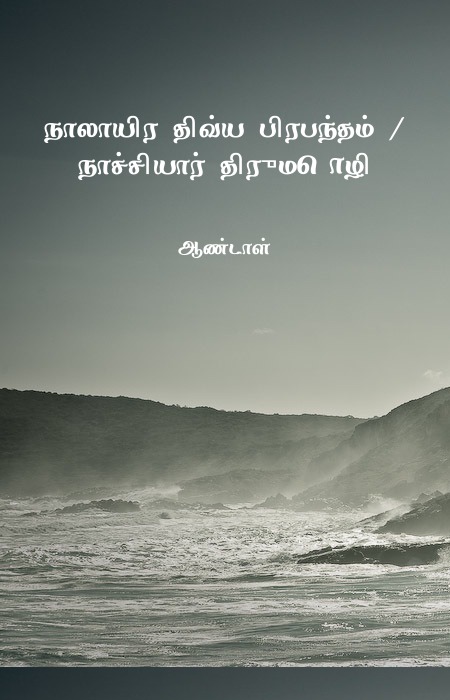 நாலாயிர திவ்ய பிரபந்தம் /
நாச்சியார் திருமொழி
ஆண்டாள்